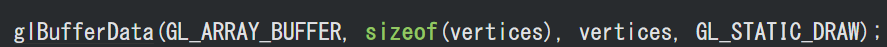 glBufferData(GL_ARRAY_BUFFER, sizeof(vertices), vertices, GL_STATIC_DRAW);